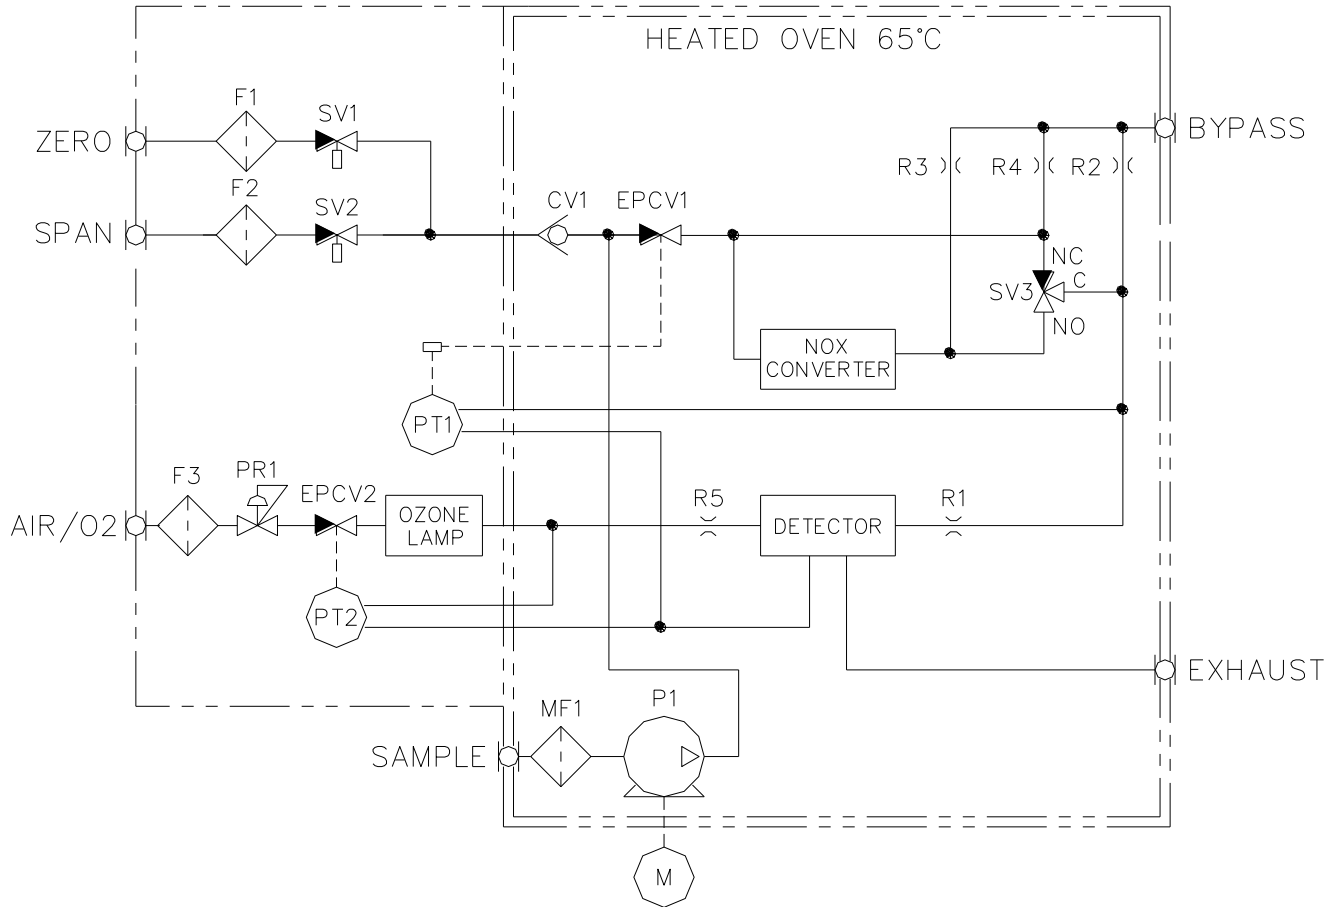 HEATED OVEN 65°C
F1
SV1
ZERO
BYPASS
R3
R4
R2
F2
SV2
CV1
EPCV1
SPAN
NC
C
SV3
NO
NOX
CONVERTER
PT1
F3
PR1
EPCV2
R5
R1
AIR/O2
OZONE
LAMP
DETECTOR
PT2
EXHAUST
MF1
P1
SAMPLE
M